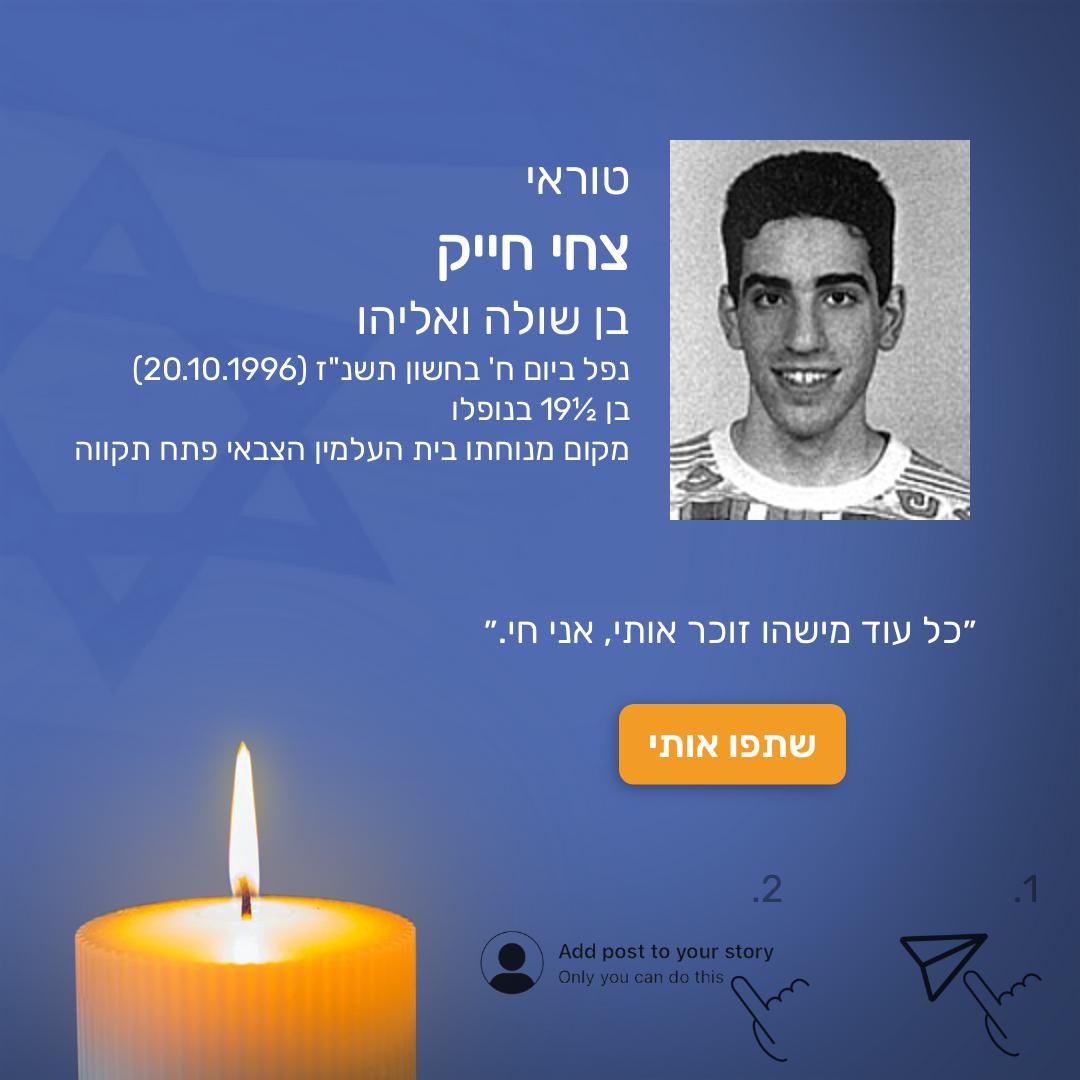 טוראי
צחי חייק
בן שולה ואליהו
נפל ביום ח' בחשון תשנ"ז (20.10.1996)
בן 19½ בנופלו
מקום מנוחתו בית העלמין הצבאי פתח תקווה
״כל עוד מישהו זוכר אותי, אני חי.״
שתפו אותי
1.
2.
Add post to your story
Only you can do this